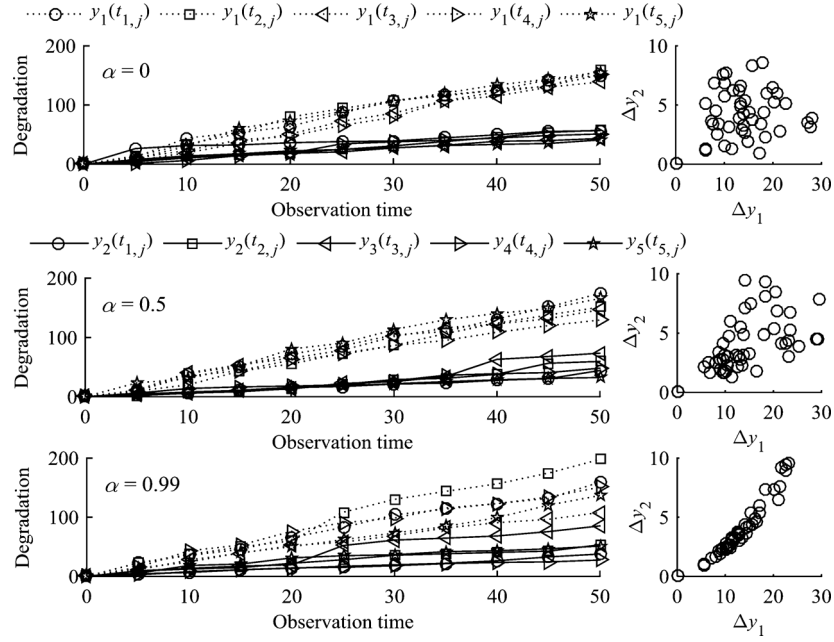 y₁(t₁,ⱼ) y₁(t₂,ⱼ) y₁(t₃,ⱼ) y₁(t₄,ⱼ) y₁(t₅,ⱼ)
200
100
0
Degradation
α = 0
0 10 20 30 40 50
Observation time
10
5
0
Δy₂
0 10 20 30
Δy₁
y₂(t₁,ⱼ) y₂(t₂,ⱼ) y₃(t₃,ⱼ) y₄(t₄,ⱼ) y₅(t₅,ⱼ)
200
100
0
Degradation
α = 0.5
0 10 20 30 40 50
Observation time
10
5
0
Δy₂
0 10 20 30
Δy₁
200
100
0
Degradation
α = 0.99
0 10 20 30 40 50
Observation time
10
5
0
Δy₂
0 10 20 30
Δy₁